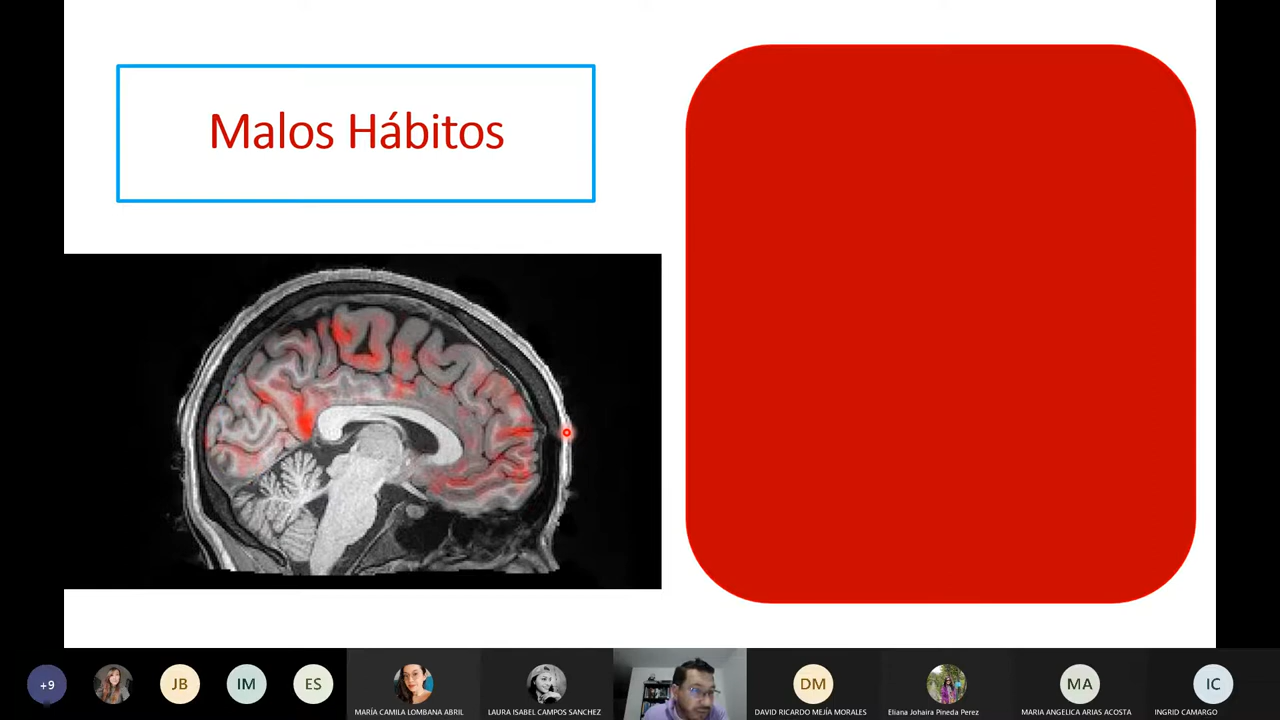 Malos Hábitos
+9
JB
IM
ES
MARÍA CAMILA LOMBANA ABRIL
LAURA ISABEL CAMPOS SANCHEZ
DM
DAVID RICARDO MEJÍA MORALES
Eliana Johaira Pineda Perez
MA
MARIA ANGELICA ARIAS ACOSTA
IC
INGRID CAMARGO